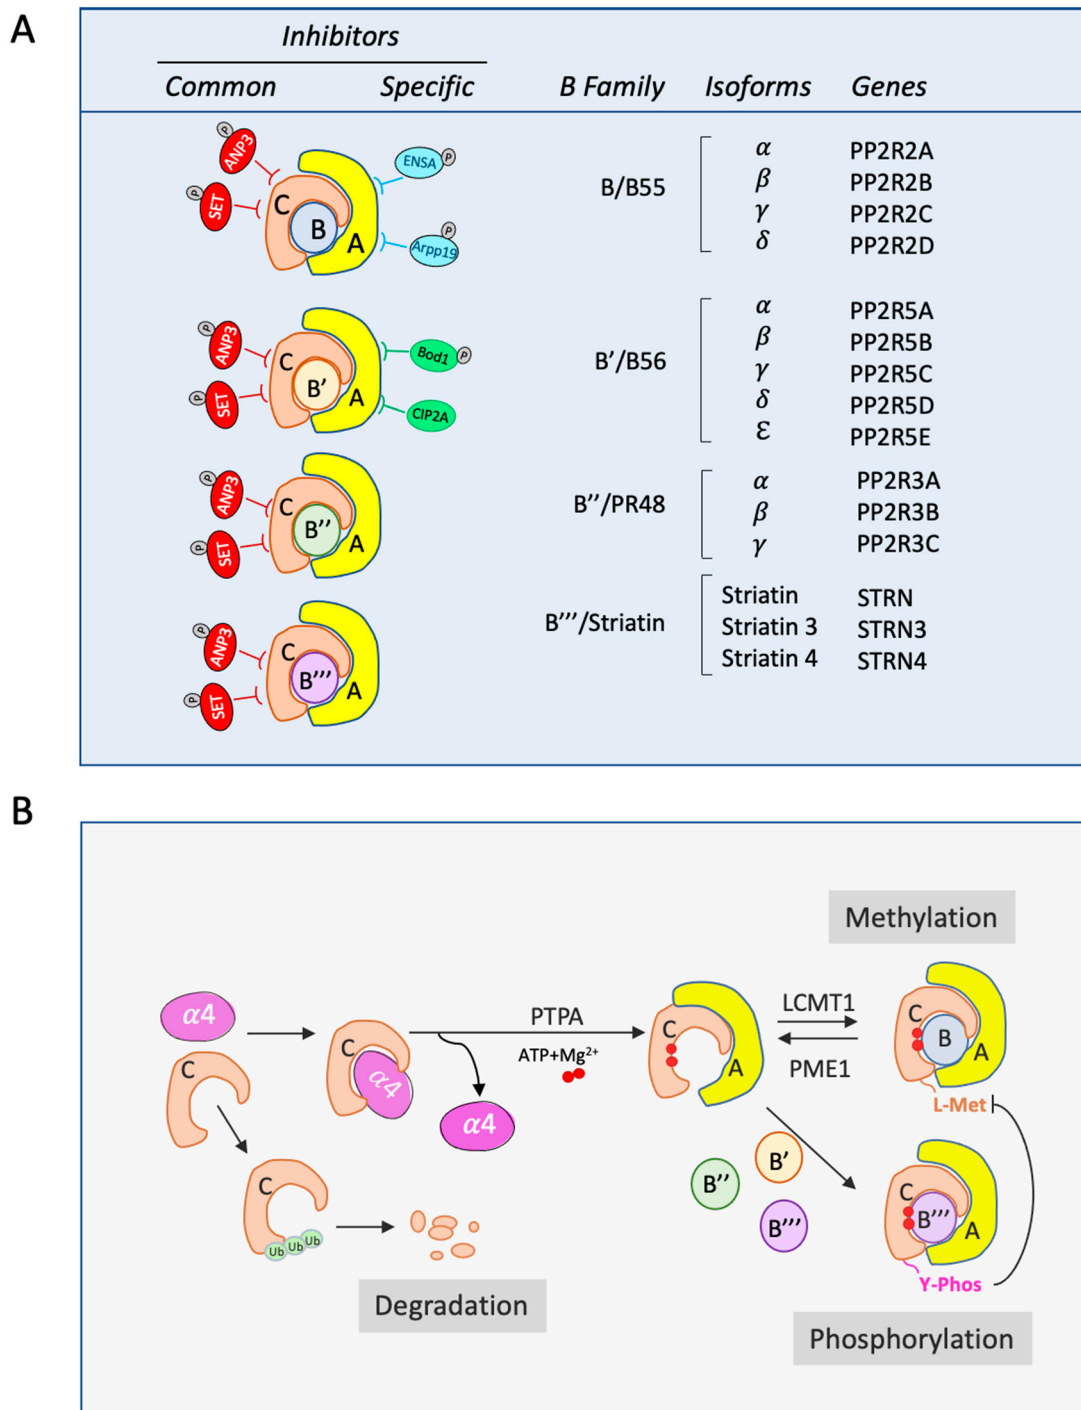 A
Inhibitors
Common Specific B Family Isoforms Genes
P ANP3 ENSA P
P SET C B A P Arpp19
B/B55
α PP2R2A
β PP2R2B
γ PP2R2C
δ PP2R2D
P ANP3 C Bod1 P
P SET B' A CIP2A
B'/B56
α PP2R5A
β PP2R5B
γ PP2R5C
δ PP2R5D
Ɛ PP2R5E
P ANP3 C
P SET B'' A
B''/PR48
α PP2R3A
β PP2R3B
γ PP2R3C
P ANP3 C
P SET B''' A
B'''/Striatin
Striatin STRN
Striatin 3 STRN3
Striatin 4 STRN4
B
Methylation
α4
C
C α4
PTPA
ATP+Mg²⁺
α4
C A
LCMT1
PME1
C B A
L-Met
B'
B''
B'''
C B''' A
Y-Phos
C
Ub Ub Ub
Degradation
Phosphorylation